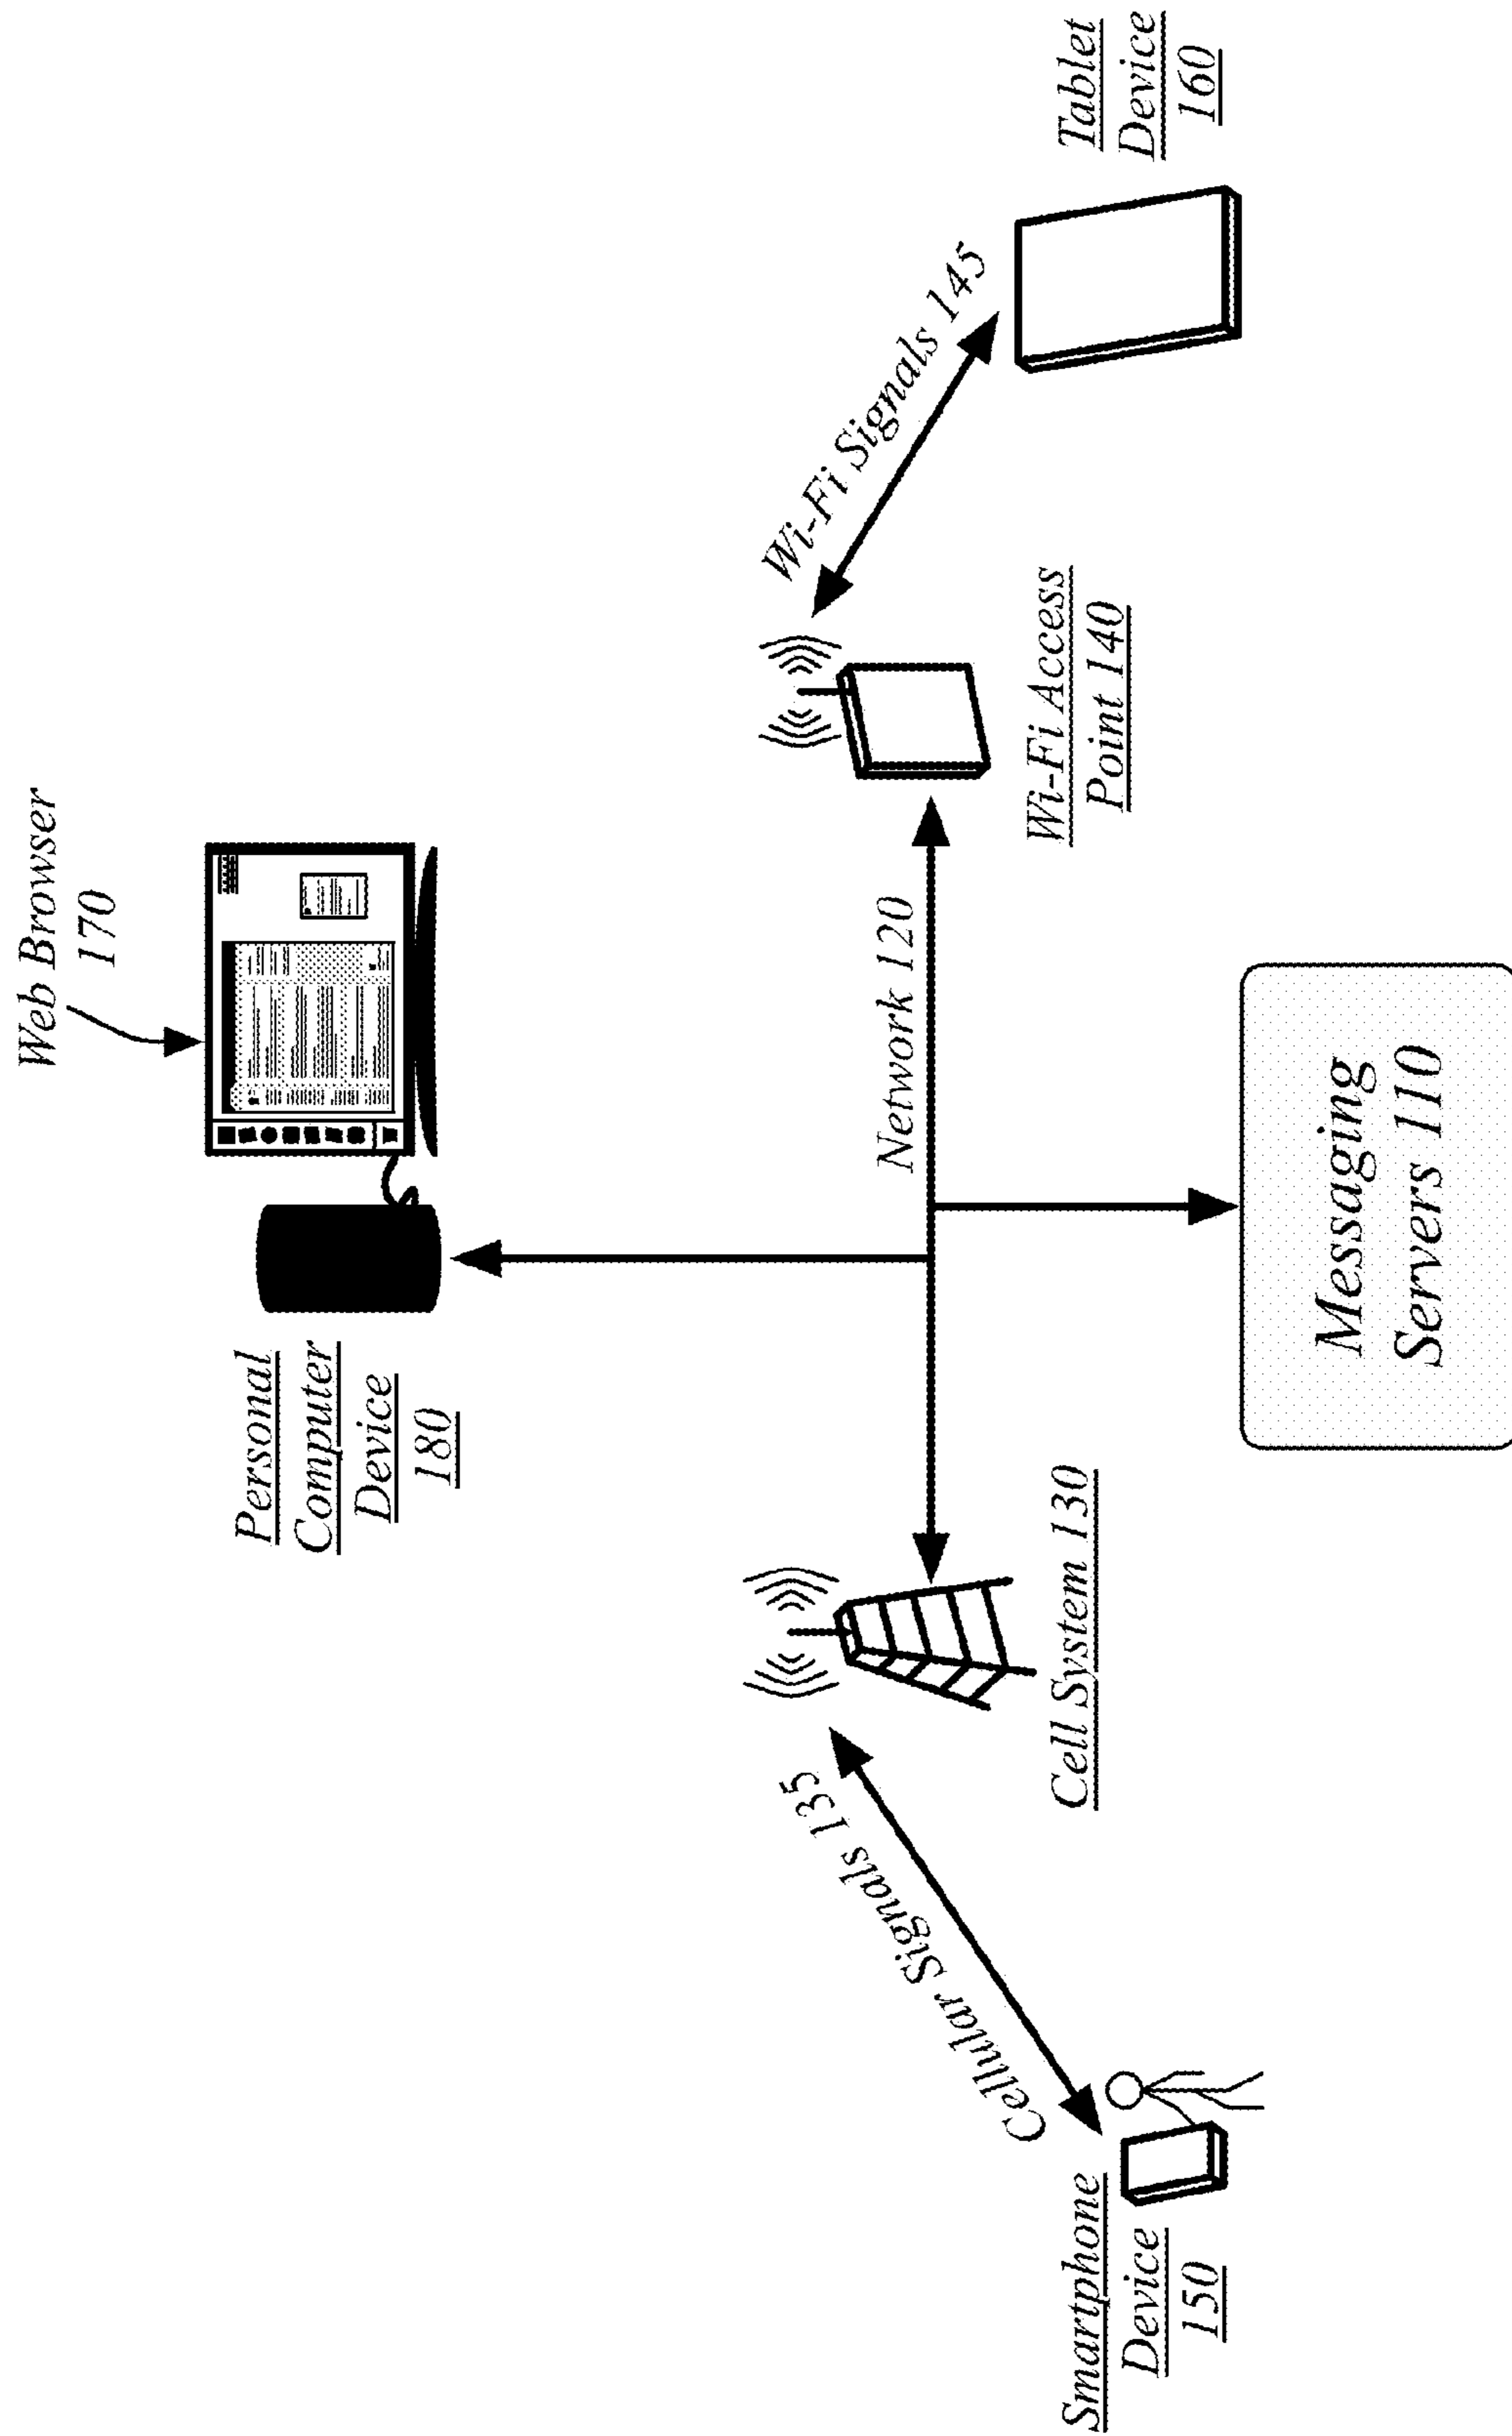 Web Browser
170
Personal
Computer
Device
180
Network 120
Cellular Signals 135
Wi-Fi Signals 145
Cell System 130
Wi-Fi Access
Point 140
Smartphone
Device
150
Tablet
Device
160
Messaging
Servers 110